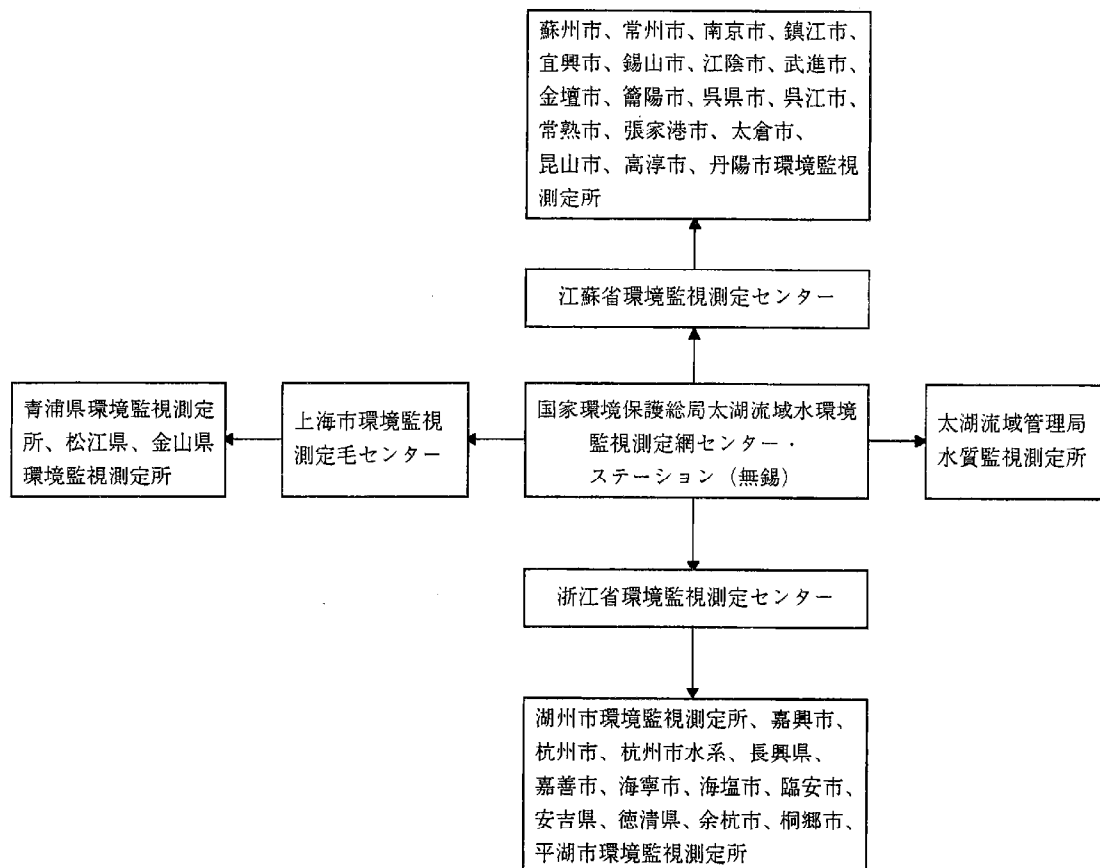 蘇州市、常州市、南京市、鎮江市、
宜興市、錫山市、江陰市、武進市、
金壇市、籥陽市、呉県市、呉江市、
常熟市、張家港市、太倉市、
昆山市、高淳市、丹陽市環境監視
測定所
江蘇省環境監視測定センター
青浦県環境監視測定
所、松江県、金山県
環境監視測定所
上海市環境監視
測定毛センター
国家環境保護総局太湖流域水環境
監視測定網センター・
ステーション（無錫）
太湖流域管理局
水質監視測定所
浙江省環境監視測定センター
湖州市環境監視測定所、嘉興市、
杭州市、杭州市水系、長興県、
嘉善市、海寧市、海塩市、臨安市、
安吉県、徳清県、余杭市、桐郷市、
平湖市環境監視測定所